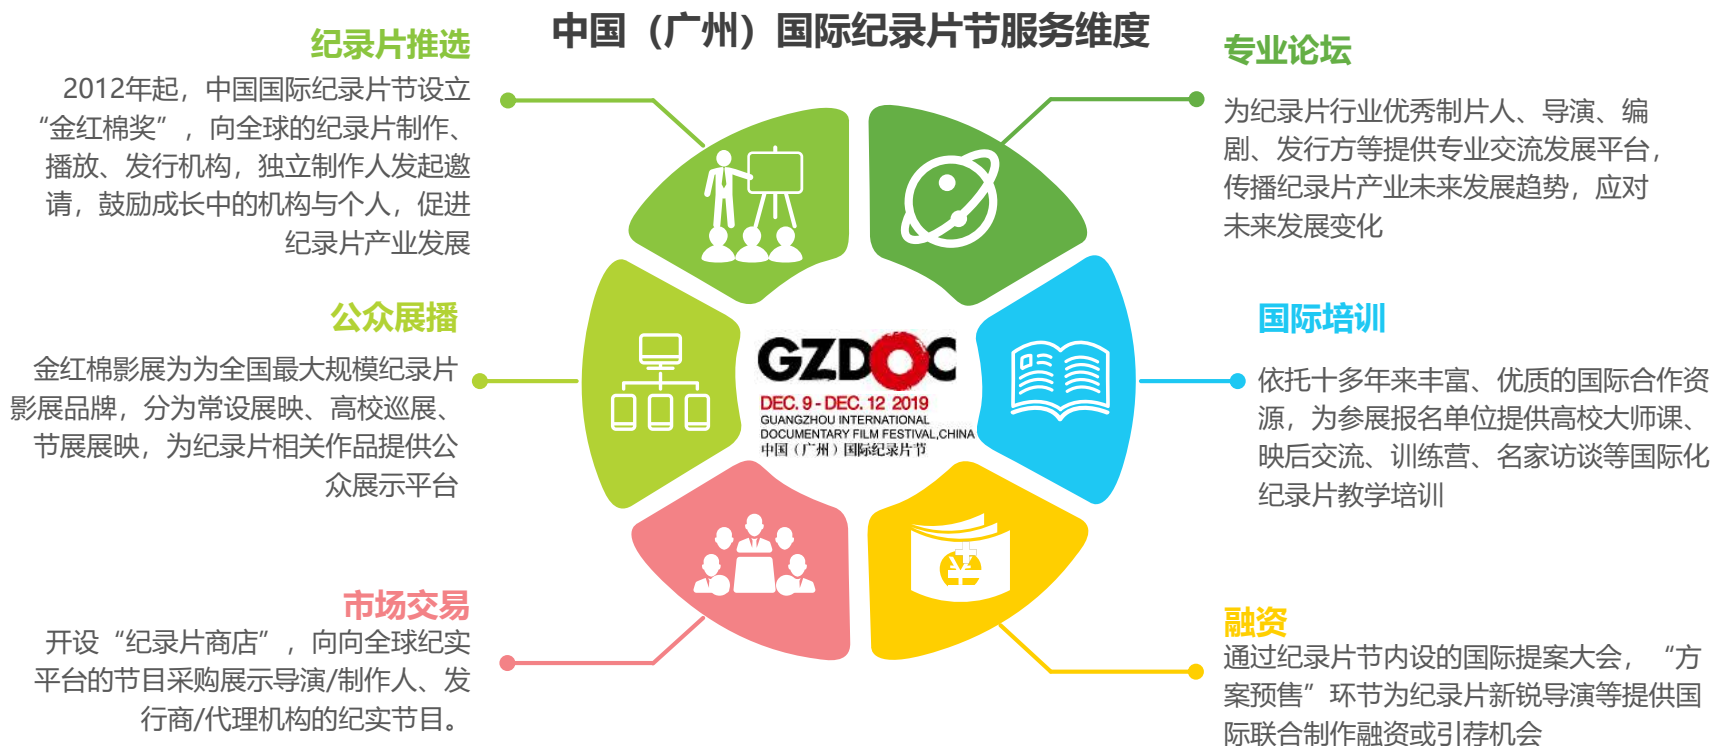 中国（广州）国际纪录片节服务维度
纪录片推选
2012年起，中国国际纪录片节设立
“金红棉奖”，向全球的纪录片制作、
播放、发行机构，独立制作人发起邀
请，鼓励成长中的机构与个人，促进
纪录片产业发展
公众展播
金红棉影展为为全国最大规模纪录片
影展品牌，分为常设展映、高校巡展、
节展展映，为纪录片相关作品提供公
众展示平台
市场交易
开设“纪录片商店”，向向全球纪实
平台的节目采购展示导演/制作人、发
行商/代理机构的纪实节目。
GZDOC
DEC. 9 - DEC. 12 2019
GUANGZHOU INTERNATIONAL
DOCUMENTARY FILM FESTIVAL,CHINA
中国（广州）国际纪录片节
专业论坛
为纪录片行业优秀制片人、导演、编
剧、发行方等提供专业交流发展平台，
传播纪录片产业未来发展趋势，应对
未来发展变化
国际培训
依托十多年来丰富、优质的国际合作资
源，为参展报名单位提供高校大师课、
映后交流、训练营、名家访谈等国际化
纪录片教学培训
融资
通过纪录片节内设的国际提案大会，“方
案预售”环节为纪录片新锐导演等提供国
际联合制作融资或引荐机会